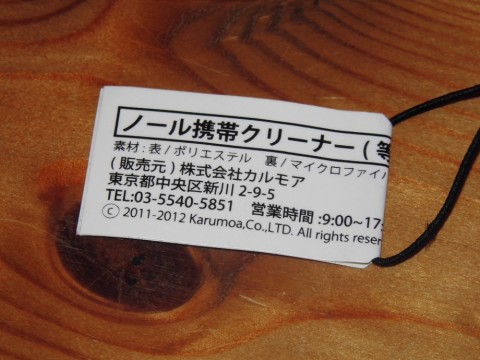 ノール携帯クリーナー(等
素材:表/ポリエステル 裏/マイクロファイバ
(販売元)株式会社カルモア
東京都中央区新川2-9-5
TEL:03-5540-5851 営業時間:9:00~17
ⓒ 2011-2012 Karumoa,Co.,LTD. All rights reser